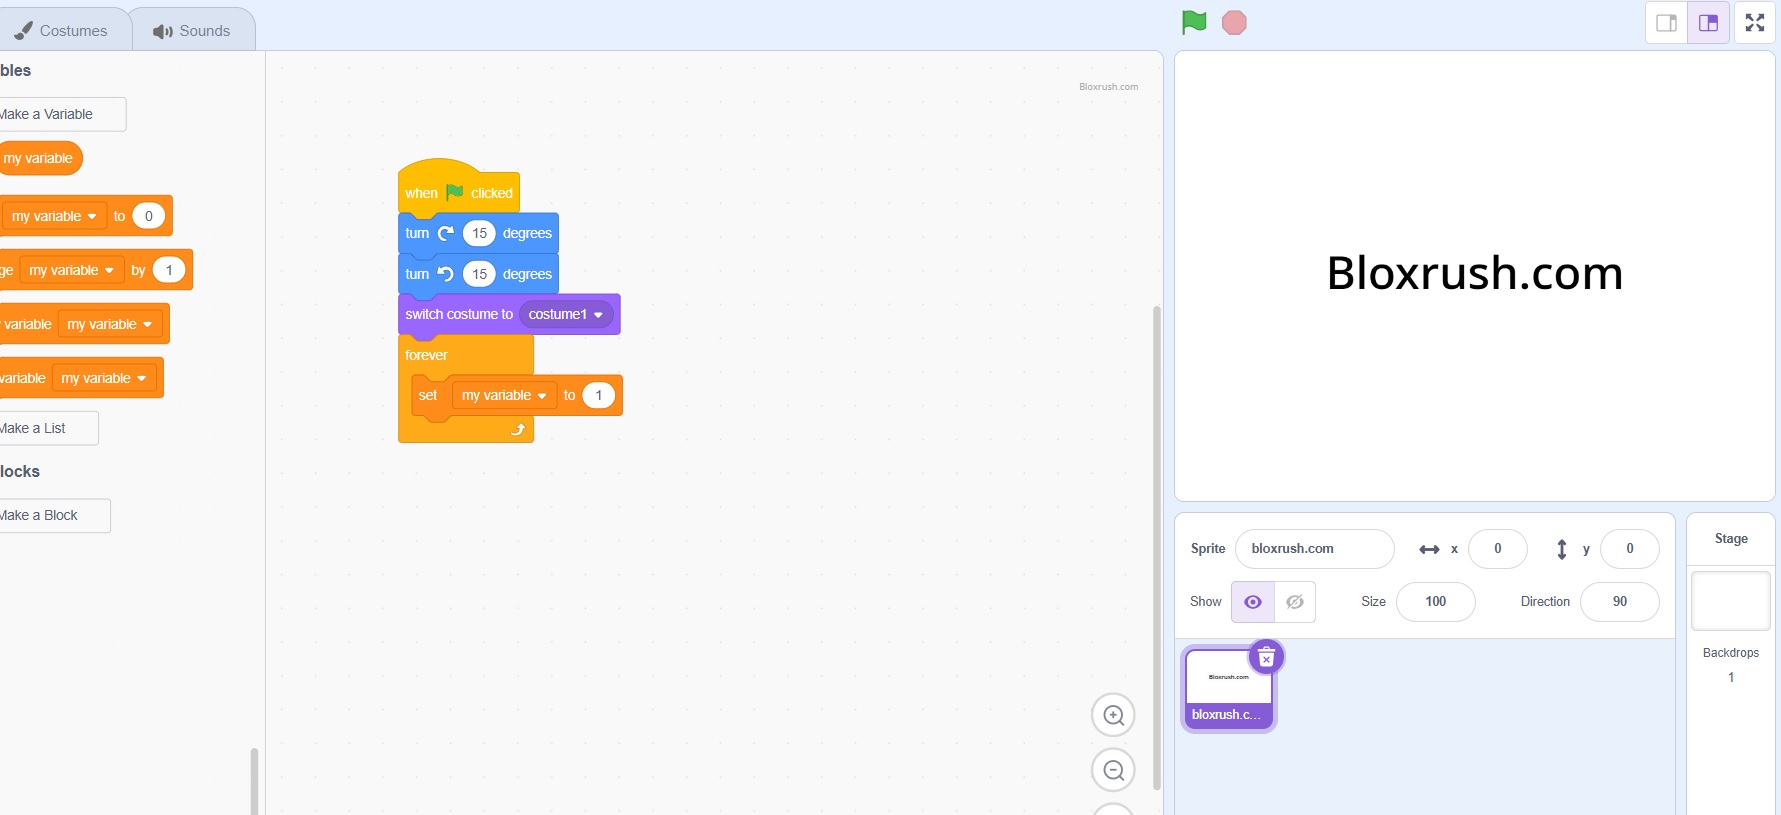 Costumes
Sounds
bles
Make a Variable
my variable
my variable to 0
ge my variable by 1
variable my variable
variable my variable
Make a List
locks
Make a Block
Bloxrush.com
when clicked
turn 15 degrees
turn 15 degrees
switch costume to costume1
forever
set my variable to 1
Bloxrush.com
Sprite bloxrush.com x 0 y 0
Show Size 100 Direction 90
Bloxrush.com
bloxrush.c...
Stage
Backdrops
1